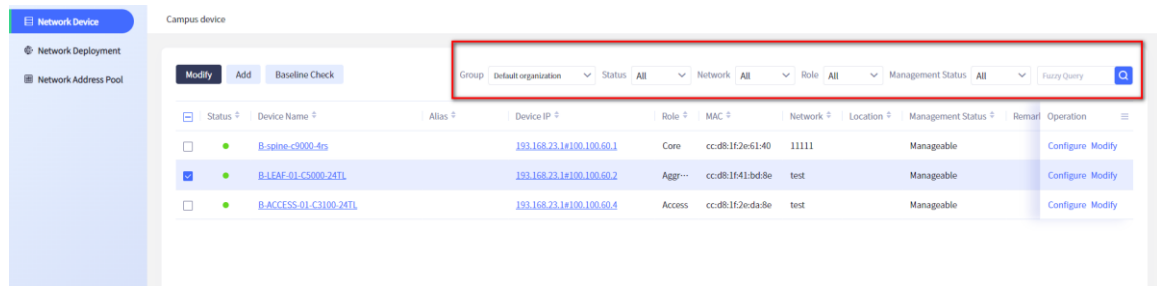 Network Device
Network Deployment
Network Address Pool
Campus device
Modify Add Baseline Check Group Default organization Status All Network All Role All Management Status All Fuzzy Query
Status Device Name Alias Device IP Role MAC Network Location Management Status Remark Operation
B-spine-c9000-4rs 193.168.23.1#100.100.60.1 Core cc:d8:1f:2e:61:40 11111 Manageable Configure Modify
B-LEAF-01-C5000-24TL 193.168.23.1#100.100.60.2 Aggr··· cc:d8:1f:41:bd:8e test Manageable Configure Modify
B-ACCESS-01-C3100-24TL 193.168.23.1#100.100.60.4 Access cc:d8:1f:2e:da:8e test Manageable Configure Modify